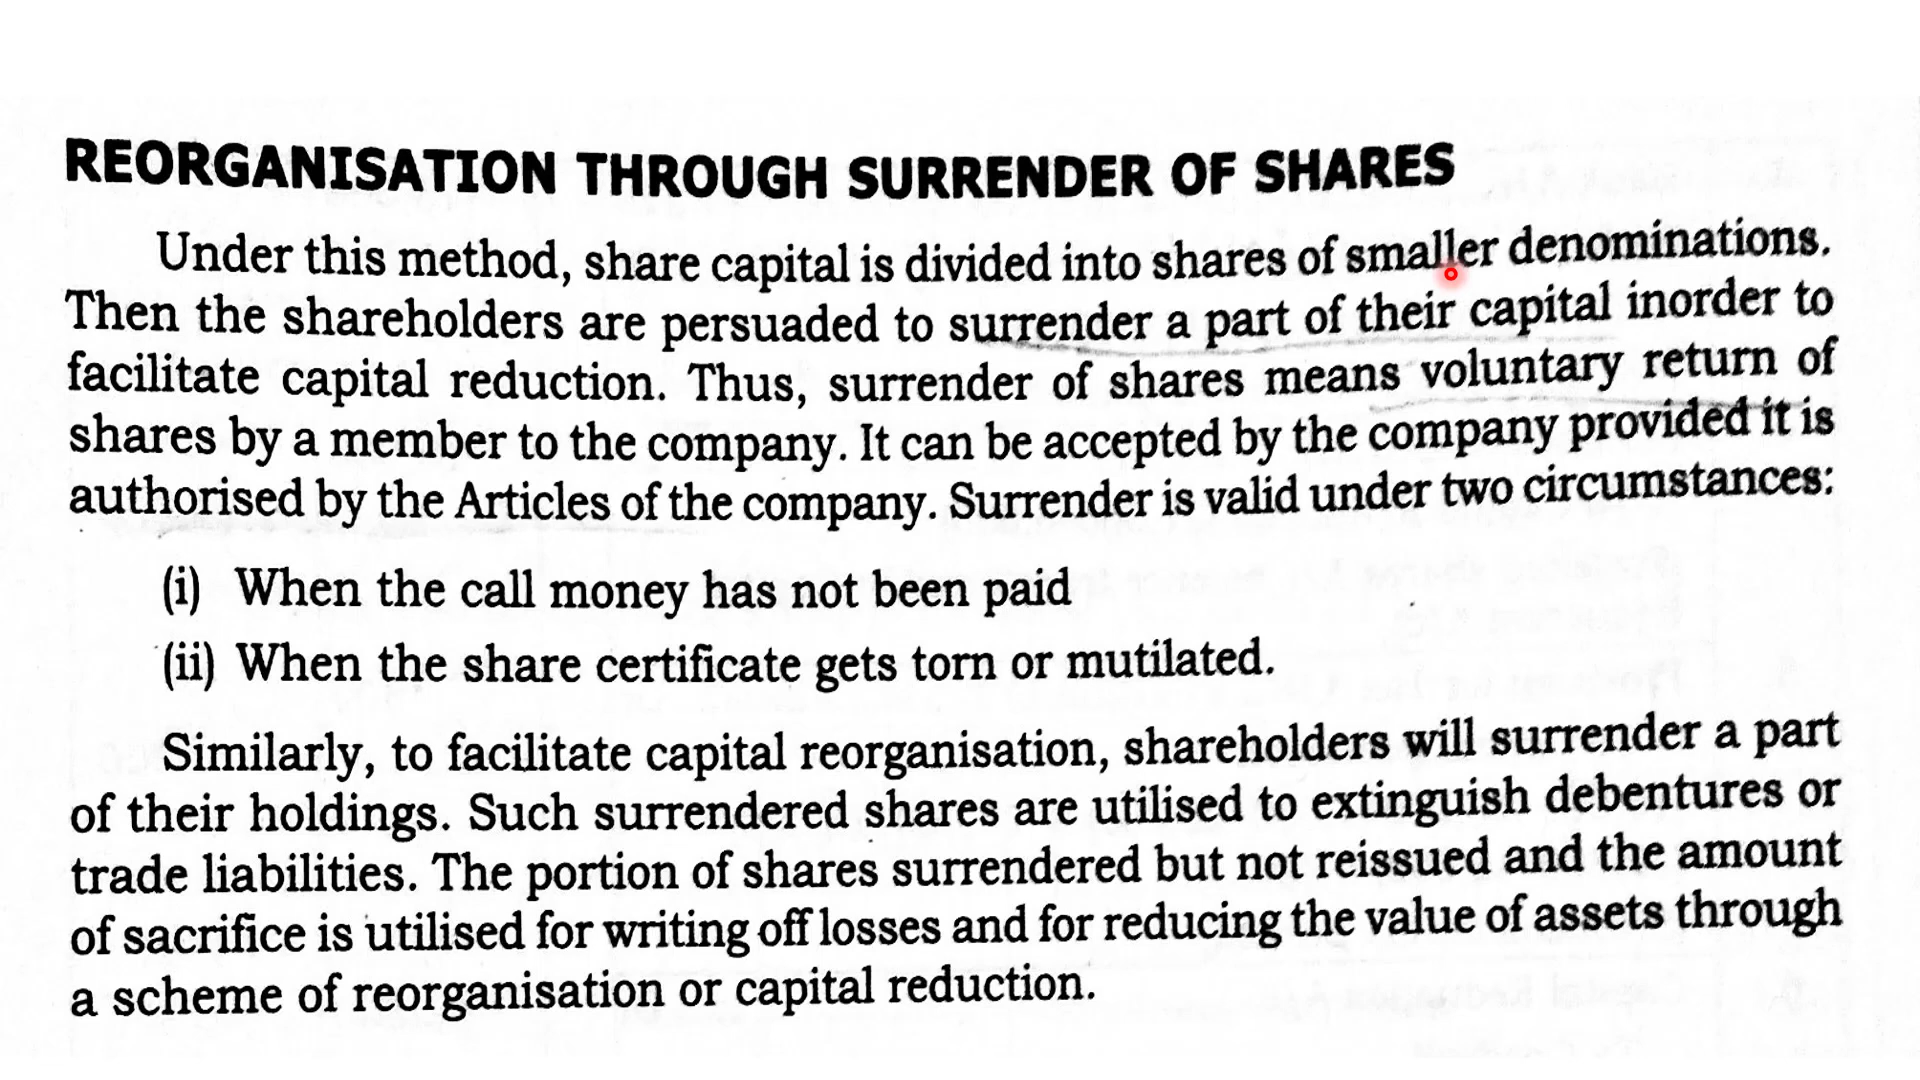 REORGANISATION THROUGH SURRENDER OF SHARES
Under this method, share capital is divided into shares of smaller denominations.
Then the shareholders are persuaded to surrender a part of their capital inorder to
facilitate capital reduction. Thus, surrender of shares means voluntary return of
shares by a member to the company. It can be accepted by the company provided it is
authorised by the Articles of the company. Surrender is valid under two circumstances:
(i) When the call money has not been paid
(ii) When the share certificate gets torn or mutilated.
Similarly, to facilitate capital reorganisation, shareholders will surrender a part
of their holdings. Such surrendered shares are utilised to extinguish debentures or
trade liabilities. The portion of shares surrendered but not reissued and the amount
of sacrifice is utilised for writing off losses and for reducing the value of assets through
a scheme of reorganisation or capital reduction.